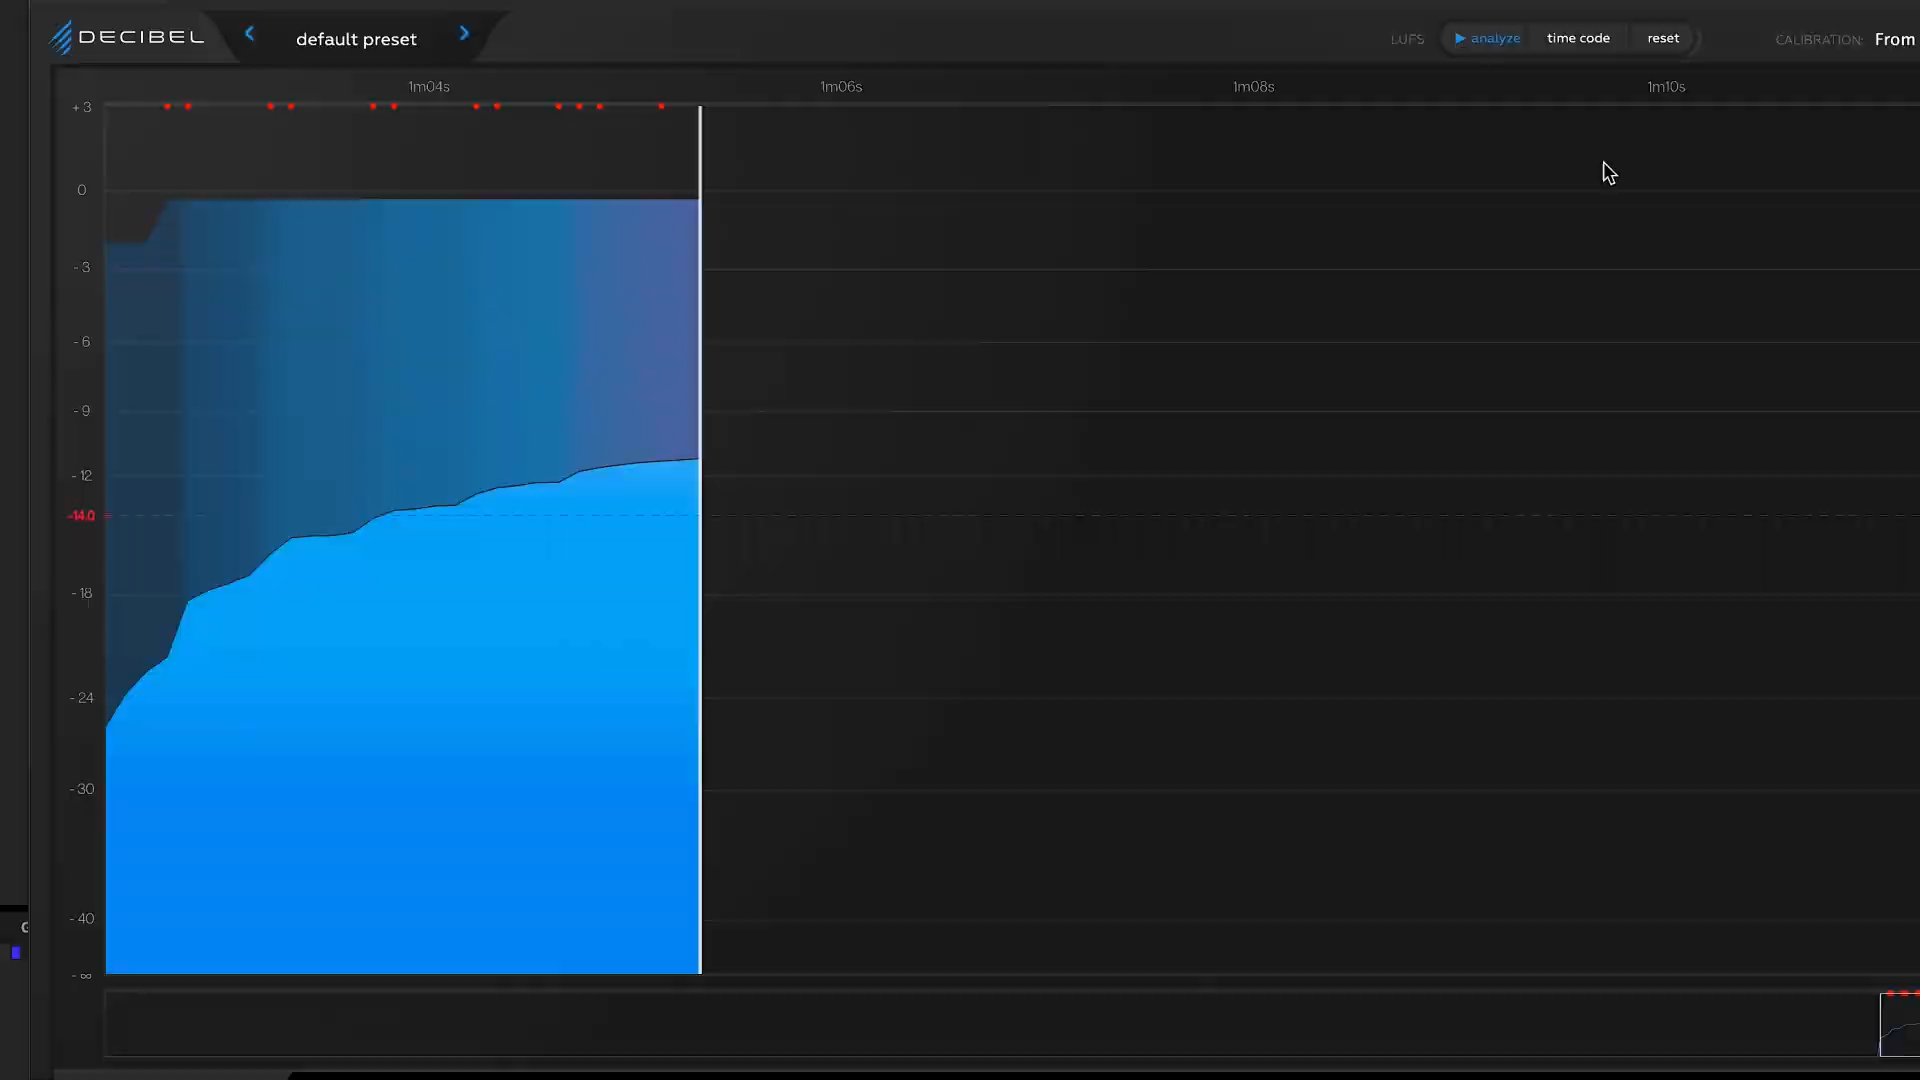 DECIBEL
default preset
LUFS
analyze
time code
reset
CALIBRATION:
From
1m04s
1m06s
1m08s
1m10s
+ 3
0
- 3
- 6
- 9
- 12
-14.0
- 18
- 24
- 30
- 40
- ∞